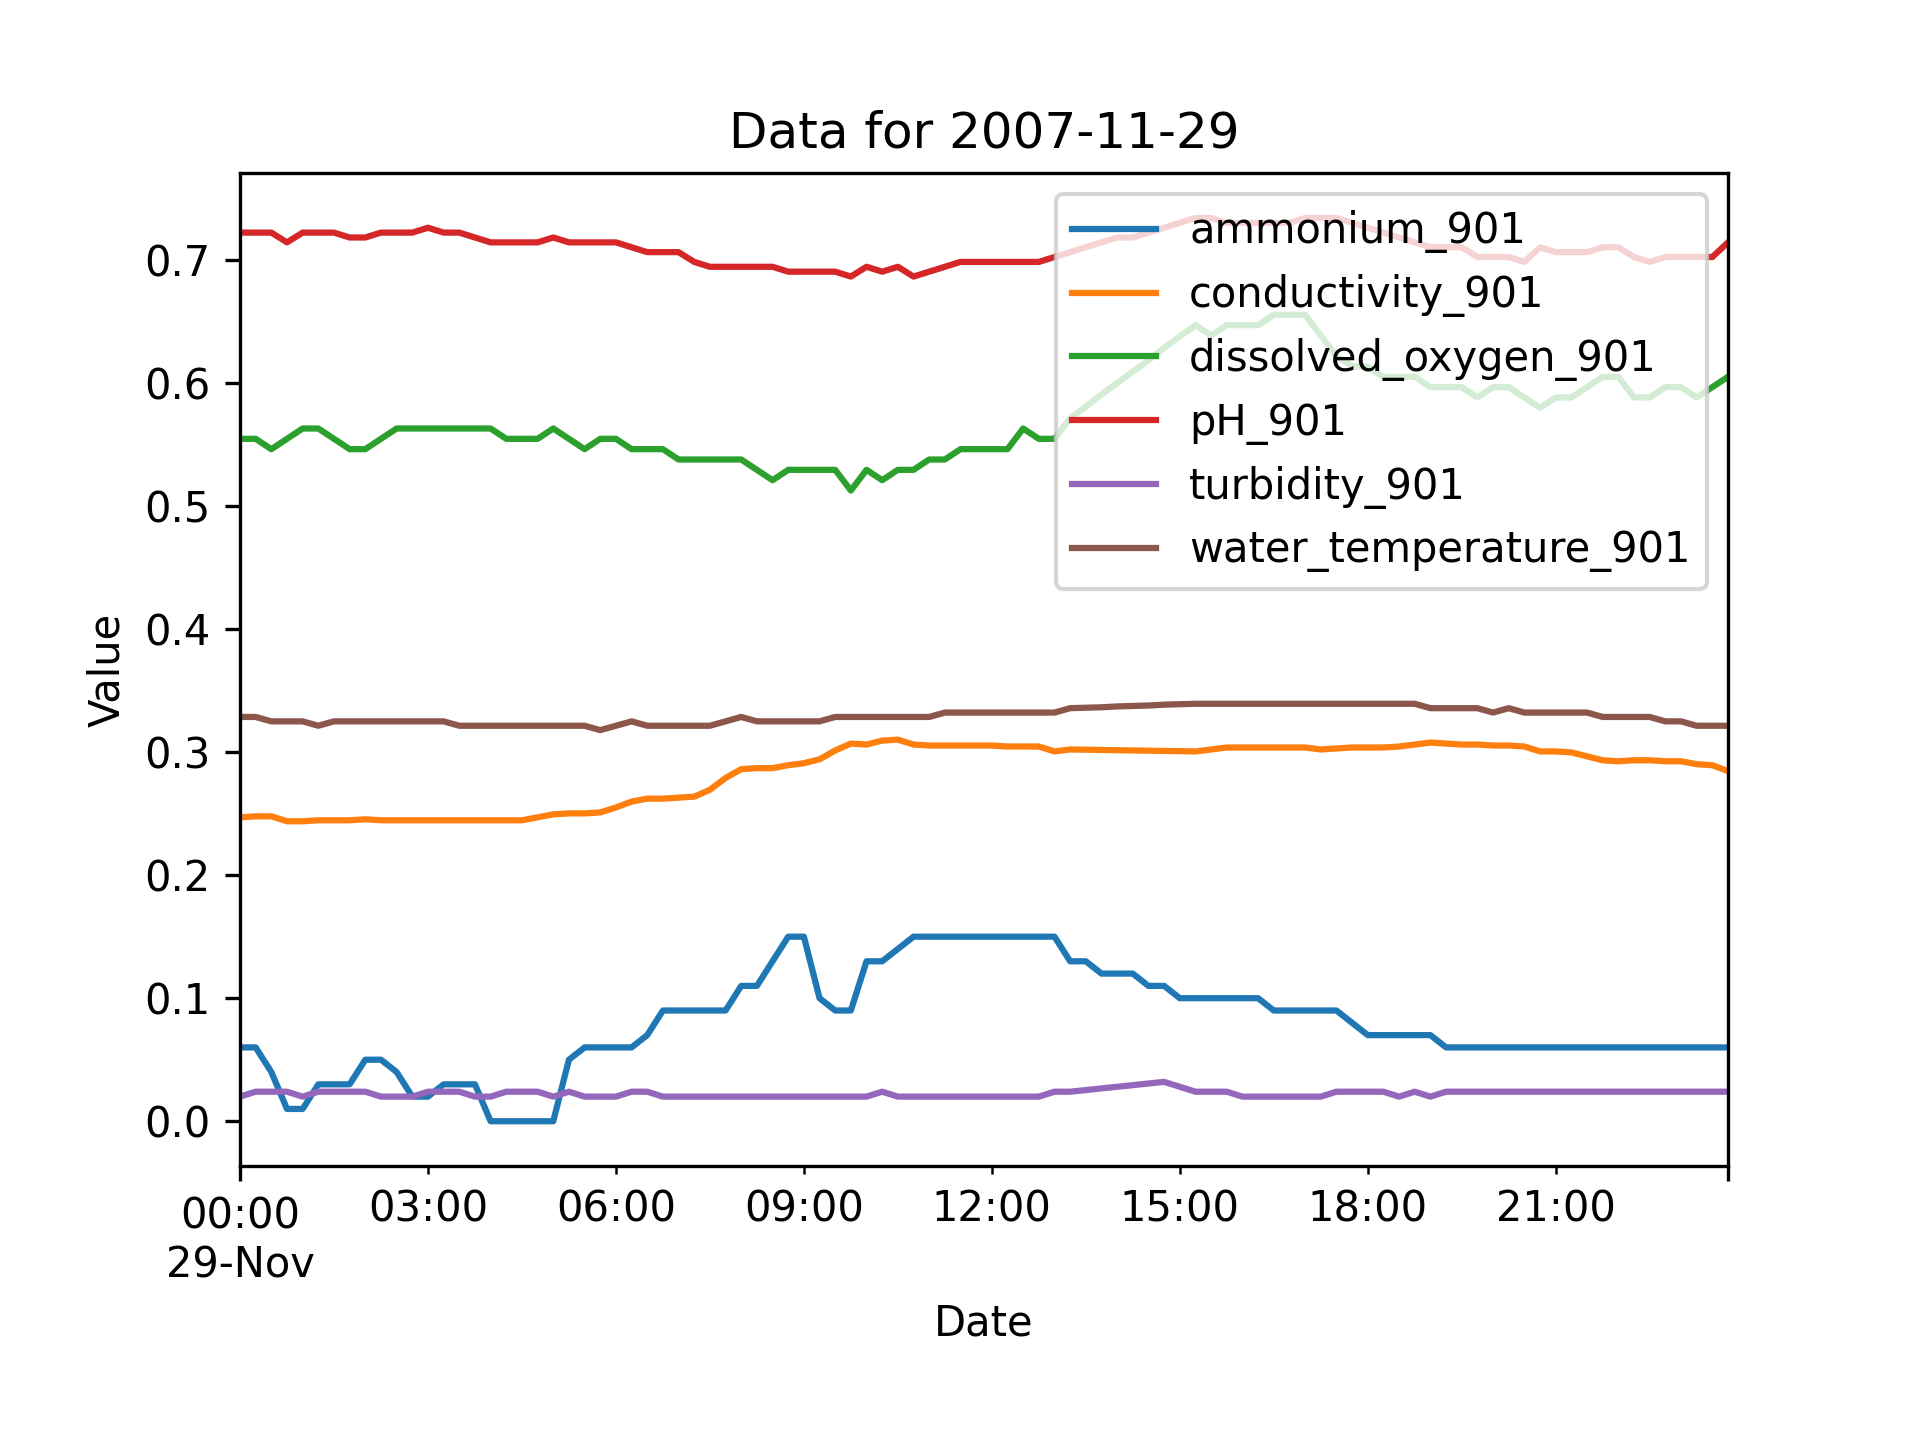 Data for 2007-11-29
ammonium_901
conductivity_901
dissolved_oxygen_901
pH_901
turbidity_901
water_temperature_901
Value
0.7
0.6
0.5
0.4
0.3
0.2
0.1
0.0
00:00 03:00 06:00 09:00 12:00 15:00 18:00 21:00
29-Nov
Date